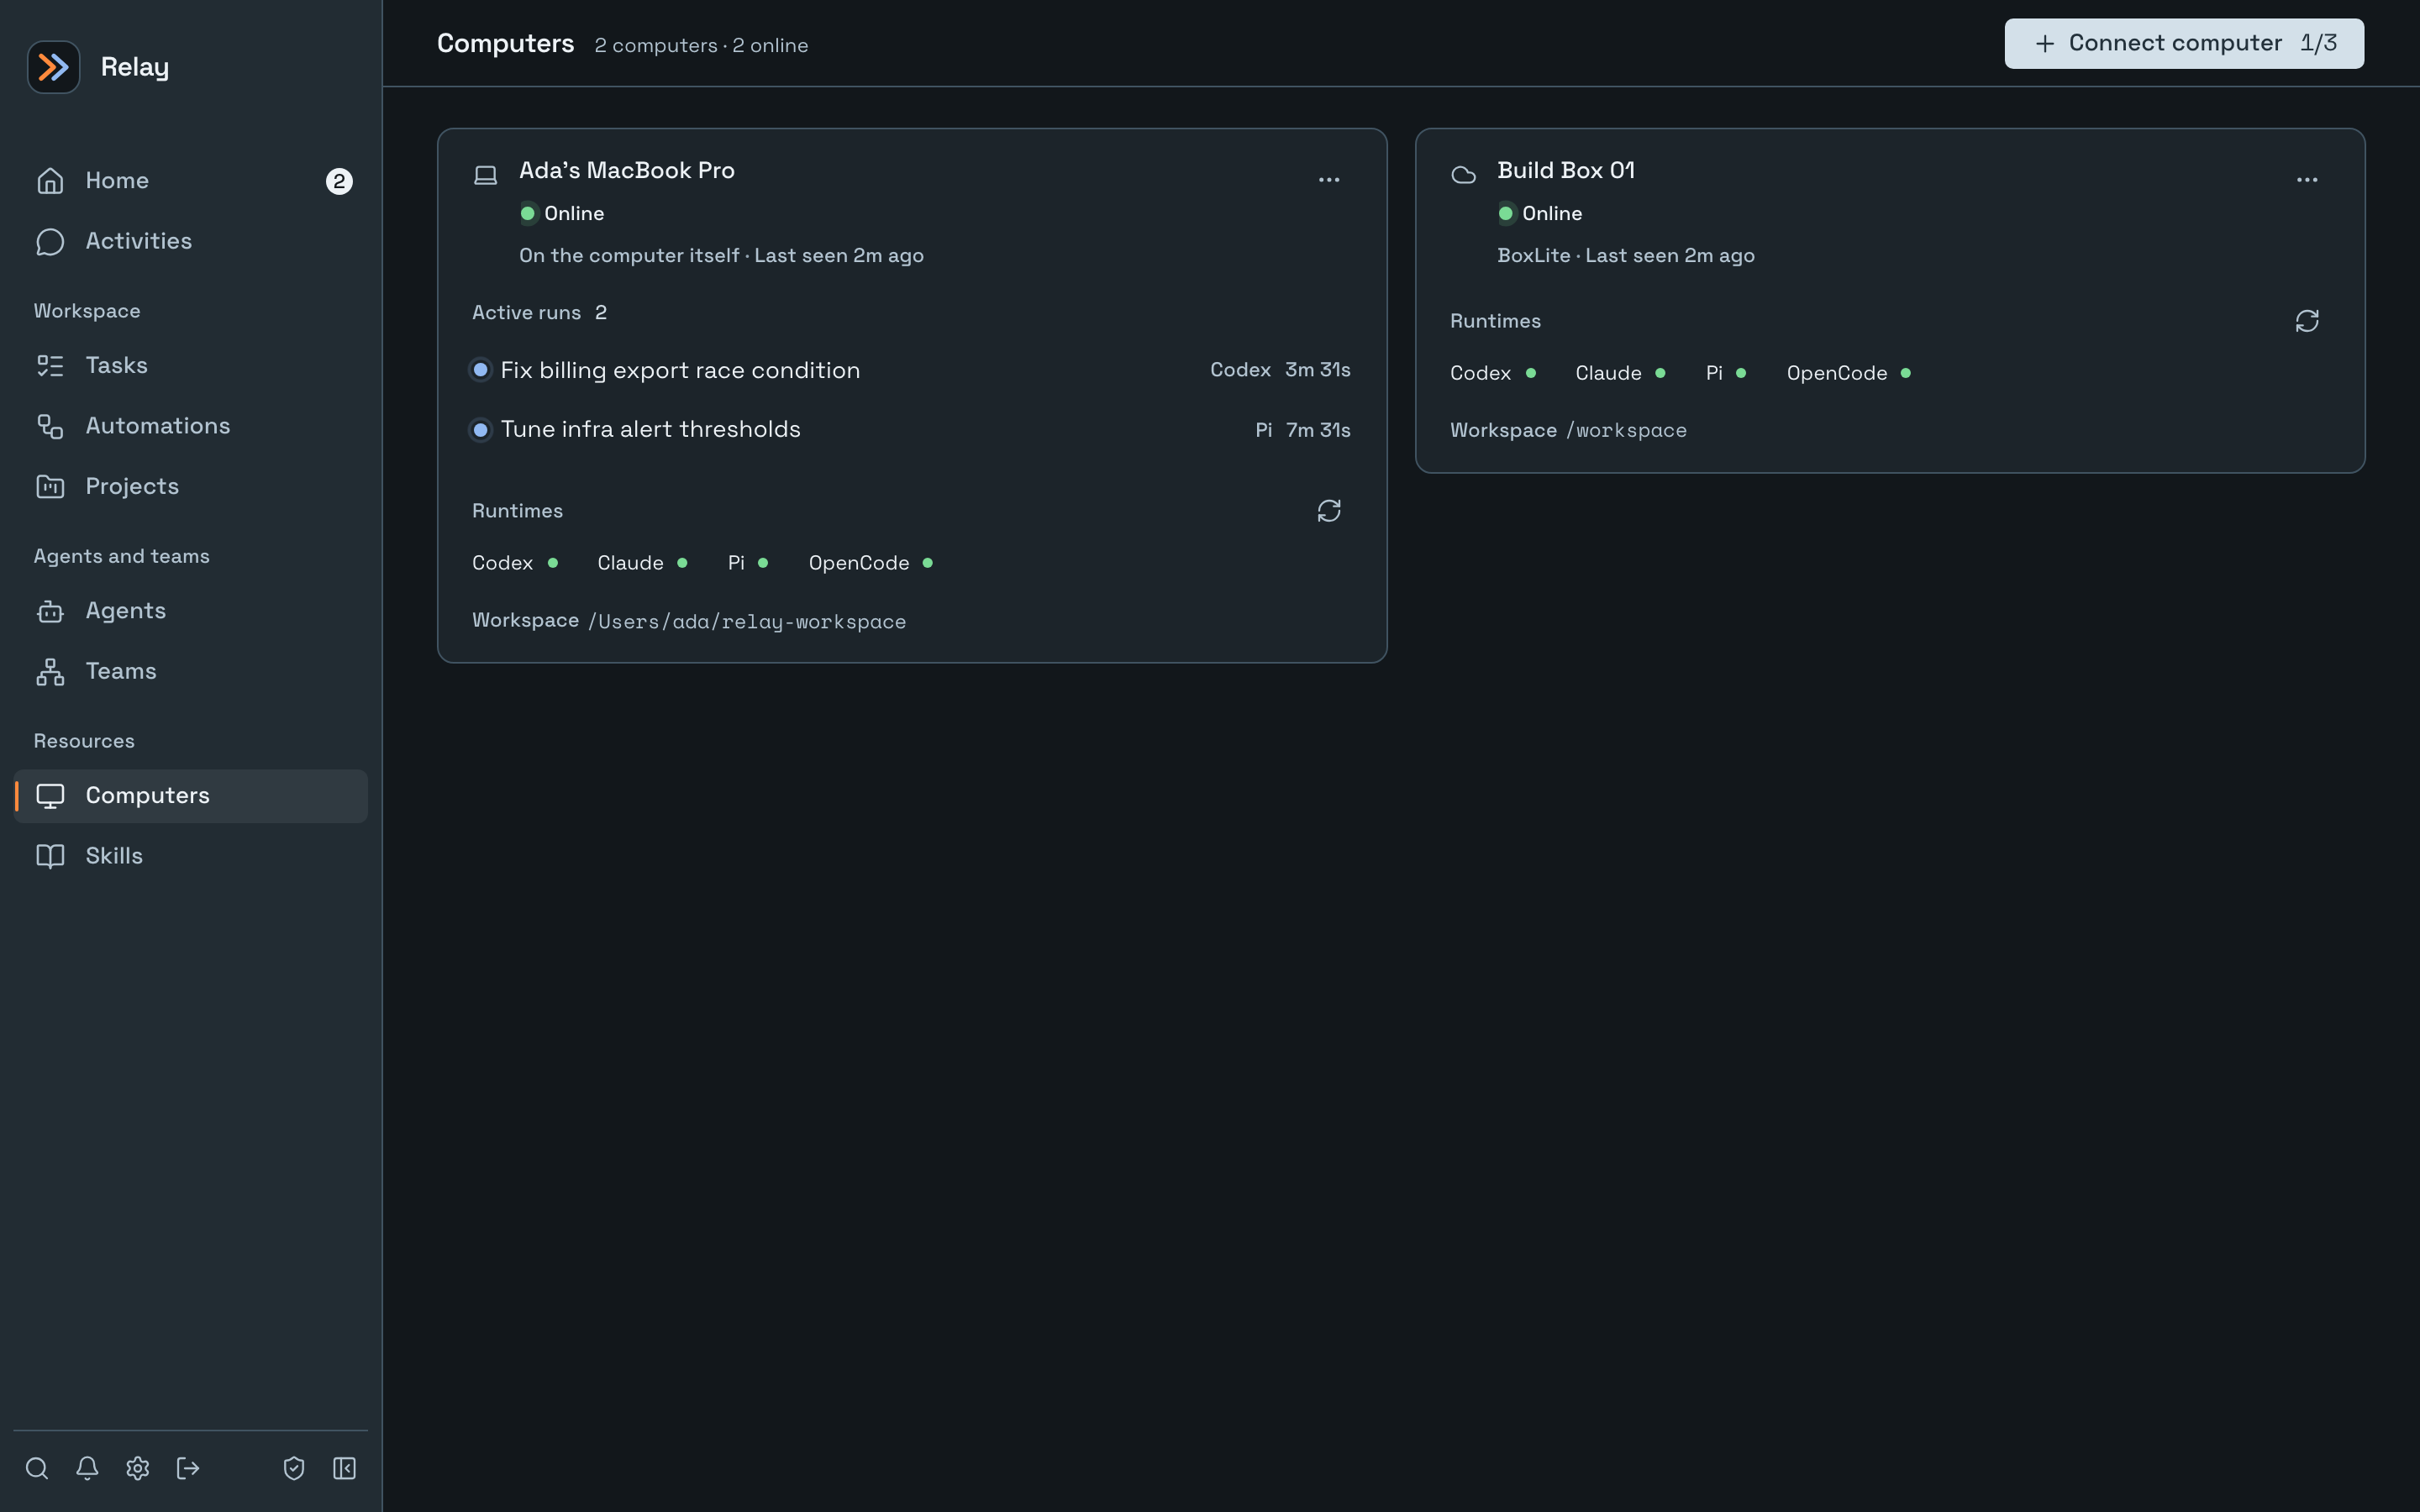 Relay
Home 2
Activities
Workspace
Tasks
Automations
Projects
Agents and teams
Agents
Teams
Resources
Computers
Skills
Computers 2 computers · 2 online
Connect computer 1/3
Ada’s MacBook Pro
Online
On the computer itself · Last seen 2m ago
Active runs 2
Fix billing export race condition Codex 3m 31s
Tune infra alert thresholds Pi 7m 31s
Runtimes
Codex Claude Pi OpenCode
Workspace /Users/ada/relay-workspace
Build Box 01
Online
BoxLite · Last seen 2m ago
Runtimes
Codex Claude Pi OpenCode
Workspace /workspace